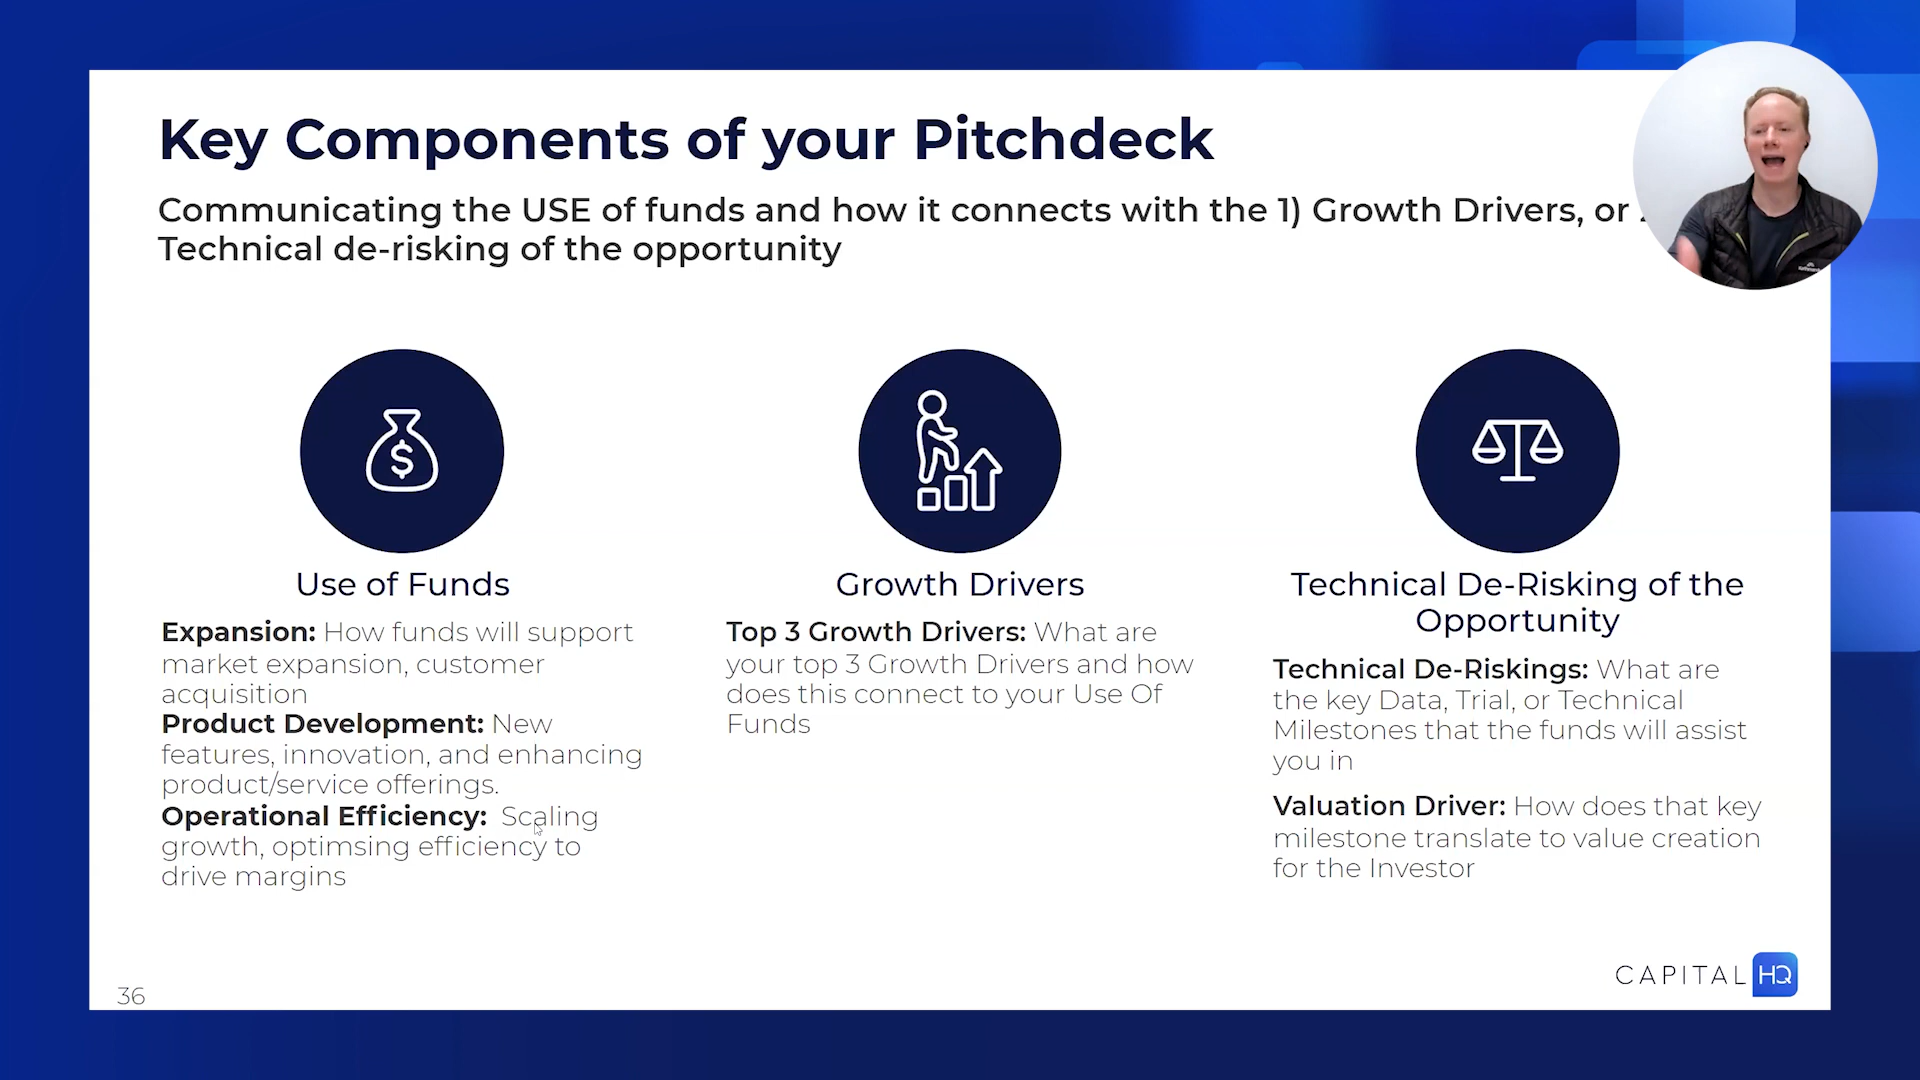 Key Components of your Pitchdeck
Communicating the USE of funds and how it connects with the 1) Growth Drivers, or
Technical de-risking of the opportunity
$
Use of Funds
Expansion: How funds will support
market expansion, customer
acquisition
Product Development: New
features, innovation, and enhancing
product/service offerings.
Operational Efficiency: Scaling
growth, optimsing efficiency to
drive margins
Growth Drivers
Top 3 Growth Drivers: What are
your top 3 Growth Drivers and how
does this connect to your Use Of
Funds
Technical De-Risking of the
Opportunity
Technical De-Riskings: What are
the key Data, Trial, or Technical
Milestones that the funds will assist
you in
Valuation Driver: How does that key
milestone translate to value creation
for the Investor
36
CAPITAL HQ